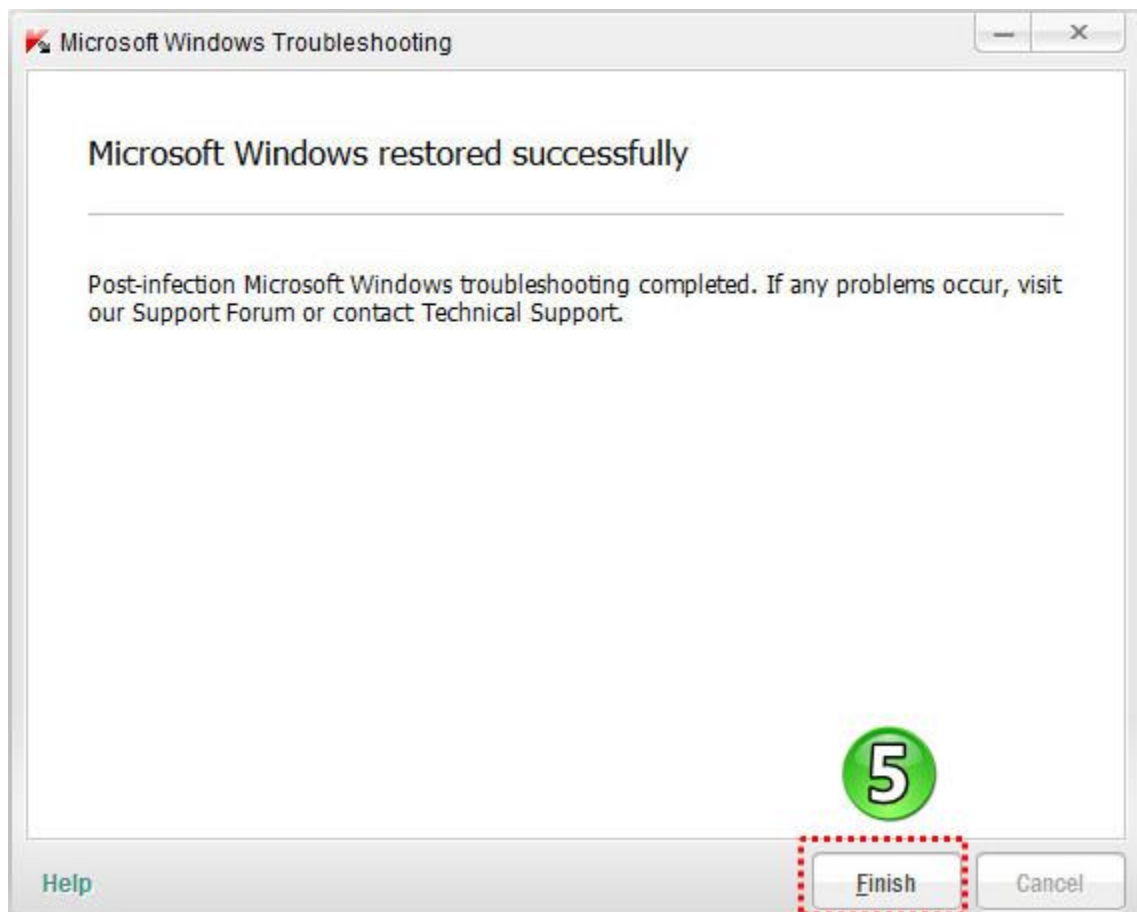 Microsoft Windows Troubleshooting
Microsoft Windows restored successfully
Post-infection Microsoft Windows troubleshooting completed. If any problems occur, visit
our Support Forum or contact Technical Support.
5
Help
Finish
Cancel